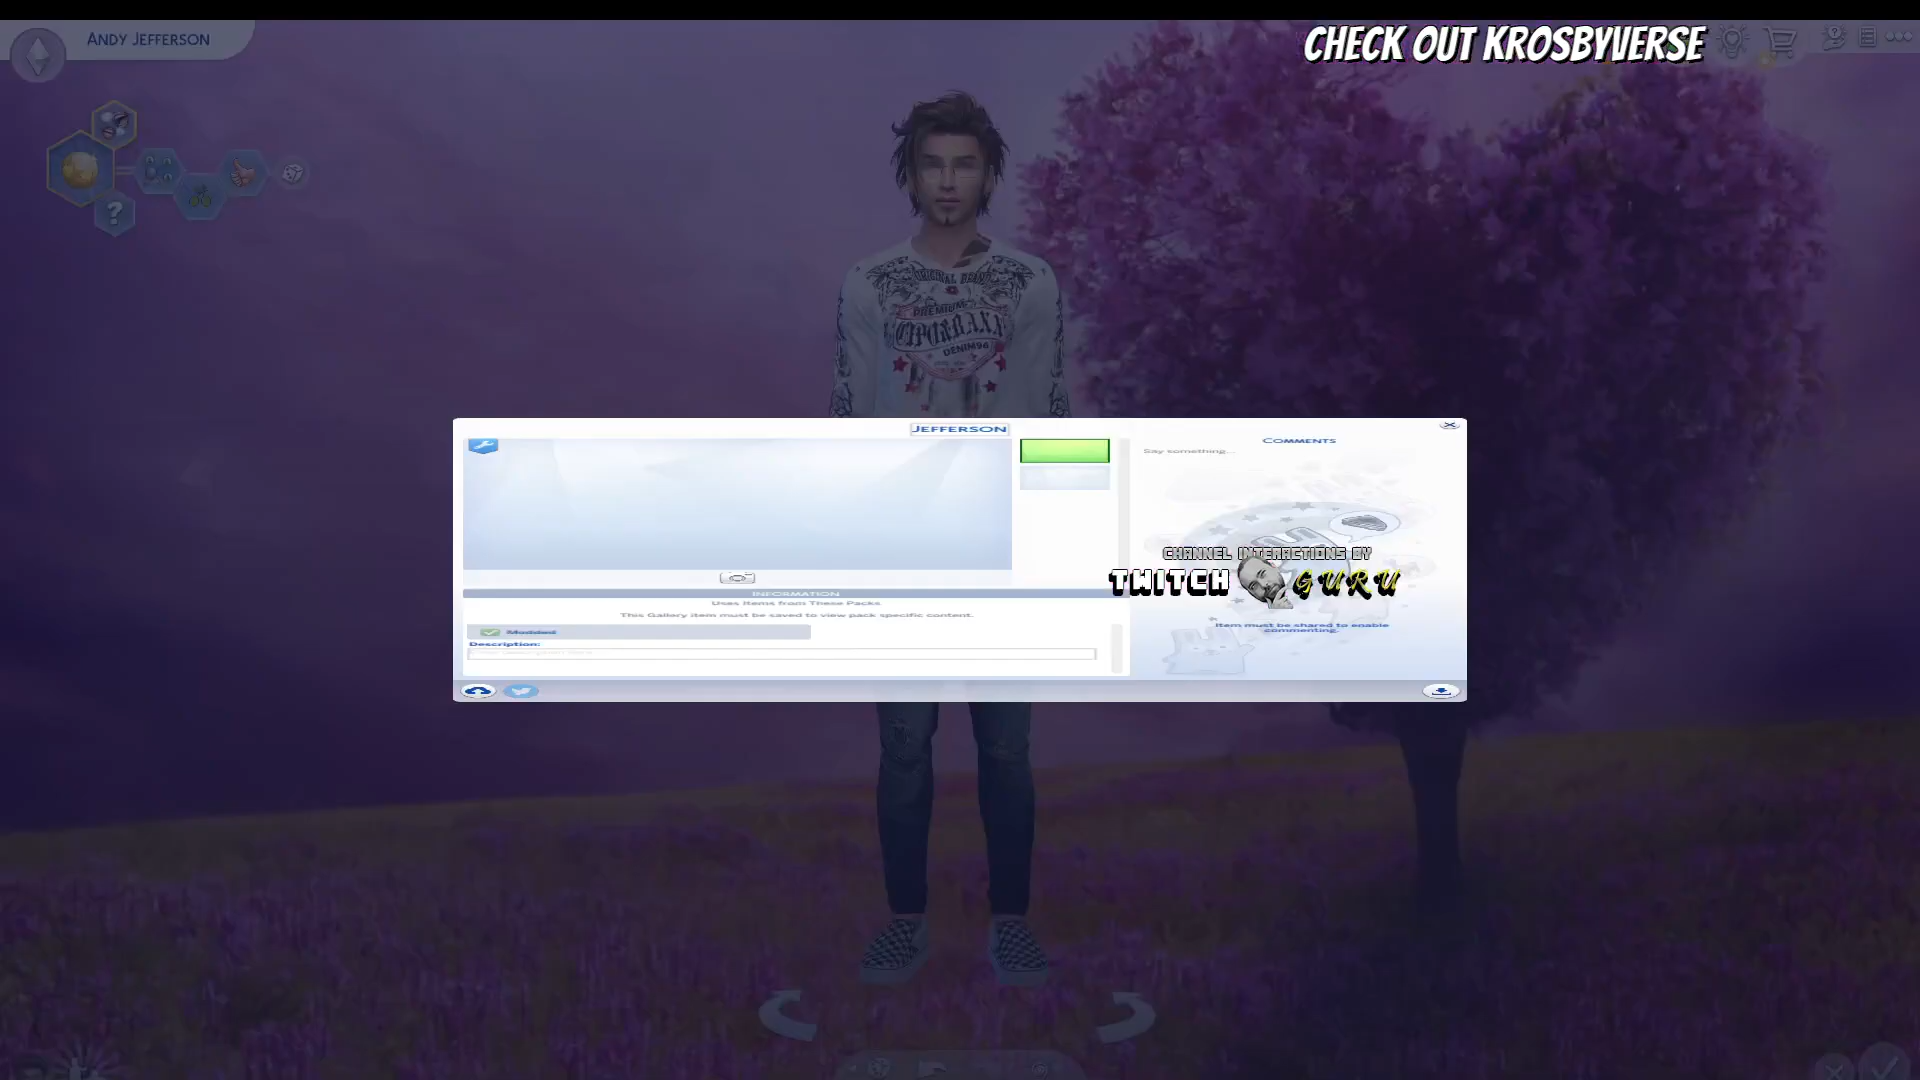 ANDY JEFFERSON
CHECK OUT KROSBYVERSE
?
PREMIUM
DENIM94
JEFFERSON
COMMENTS
Say something...
CHANNEL INTERACTIONS BY
TWITCH GURU
INFORMATION
Uses Items from These Packs
This Gallery item must be saved to view pack specific content.
Modded
Description:
Item must be shared to enable
commenting.